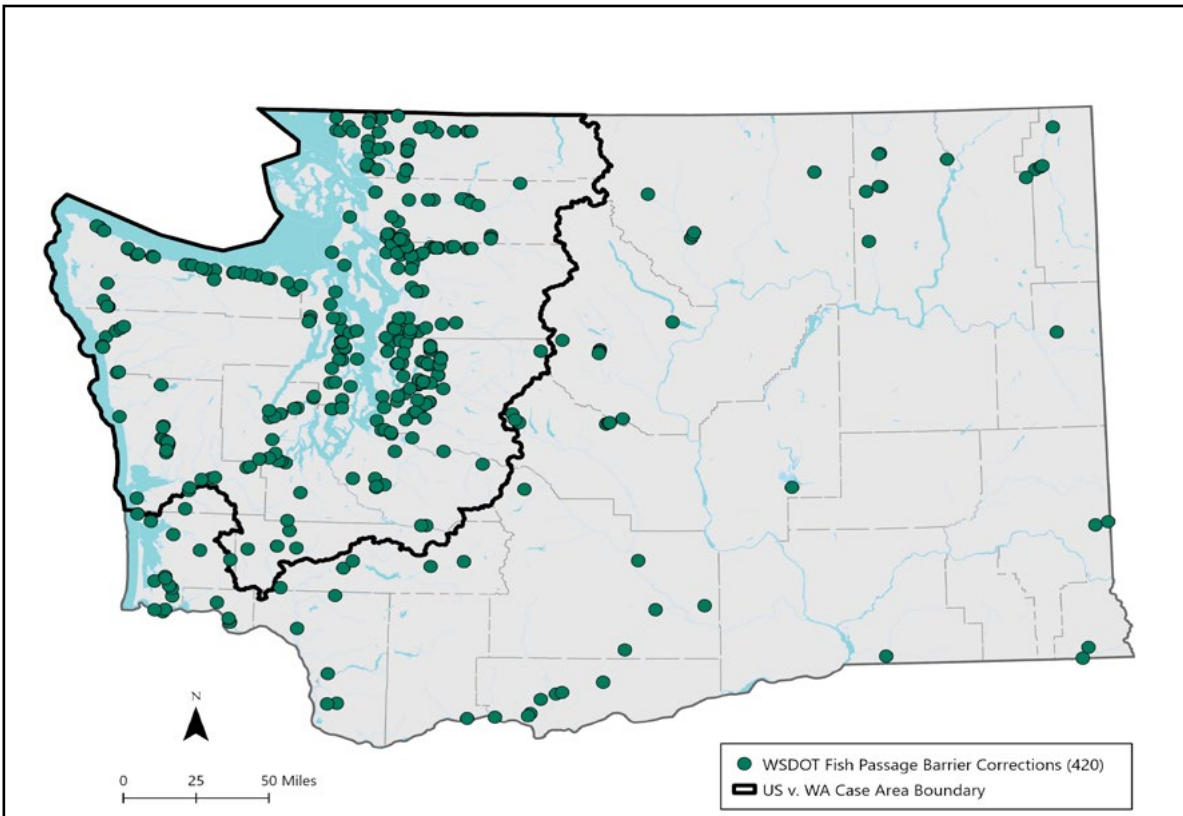 N
0 25 50 Miles
WSDOT Fish Passage Barrier Corrections (420)
US v. WA Case Area Boundary